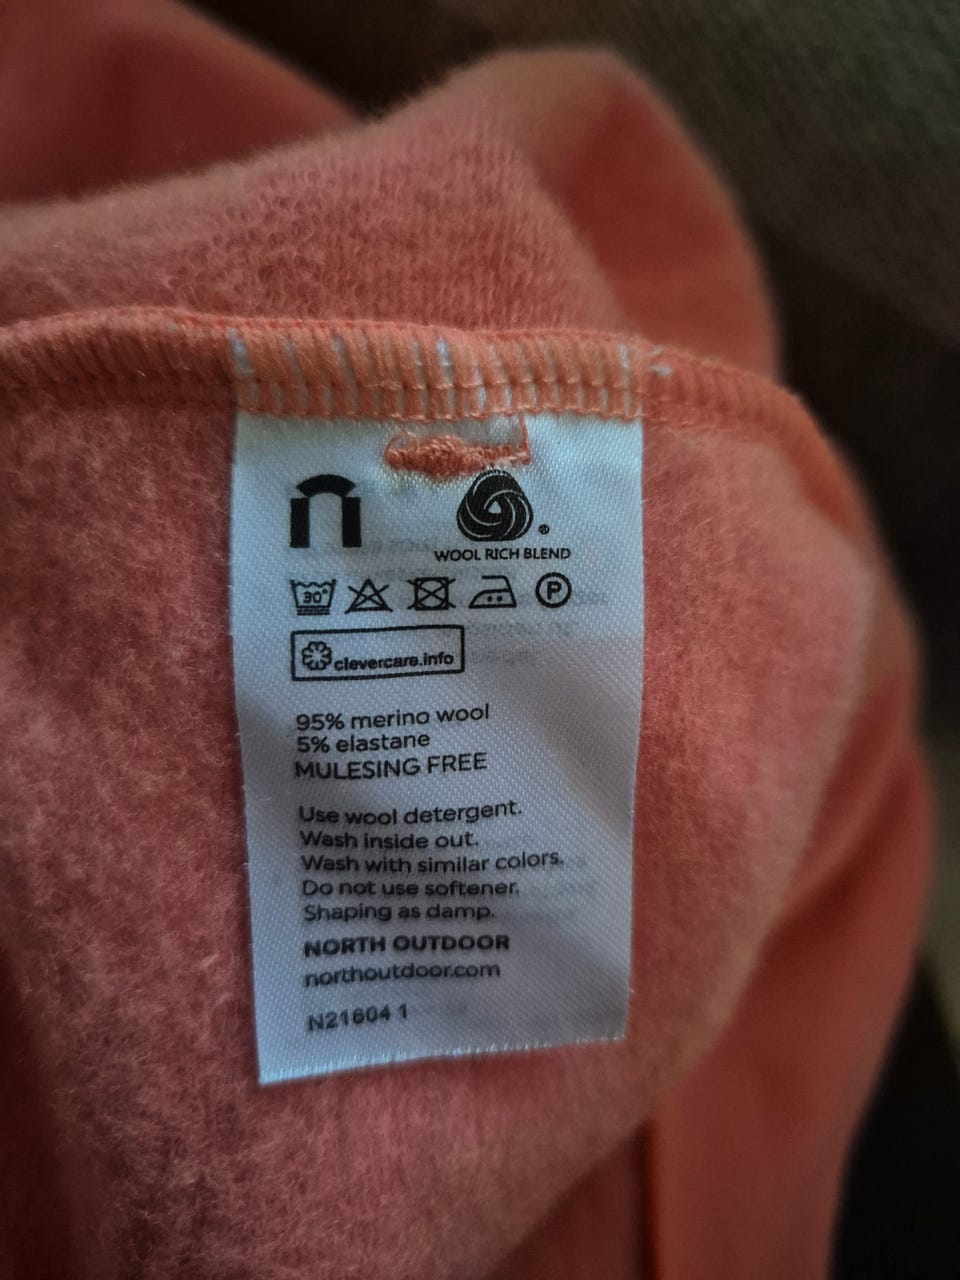 WOOL RICH BLEND
30°
P
clevercare.info
95% merino wool
5% elastane
MULESING FREE
Use wool detergent.
Wash inside out.
Wash with similar colors.
Do not use softener.
Shaping as damp.
NORTH OUTDOOR
northoutdoor.com
N21604 1